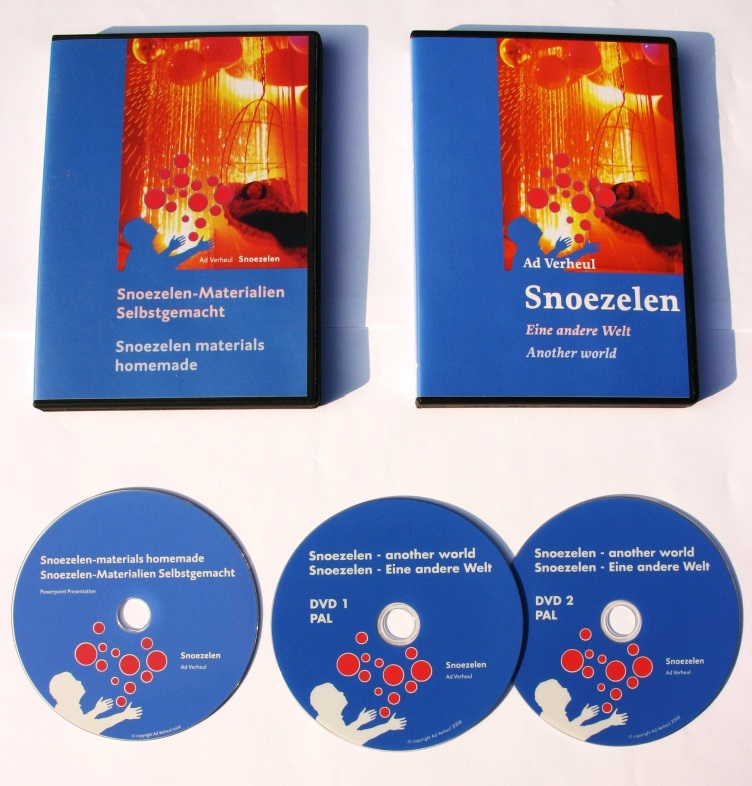 Ad Verheul Snoezelen
Snoezelen-Materialien
Selbstgemacht
Snoezelen materials
homemade
Ad Verheul
Snoezelen
Eine andere Welt
Another world
Snoezelen-materials homemade
Snoezelen-Materialien Selbstgemacht
Powerpoint Presentation
Snoezelen
Ad Verheul
© copyright Ad Verheul
Snoezelen - another world
Snoezelen - Eine andere Welt
DVD 1
PAL
Snoezelen
Ad Verheul
© copyright Ad Verheul 2008
Snoezelen - another world
Snoezelen - Eine andere Welt
DVD 2
PAL
Snoezelen
Ad Verheul
© copyright Ad Verheul 2008